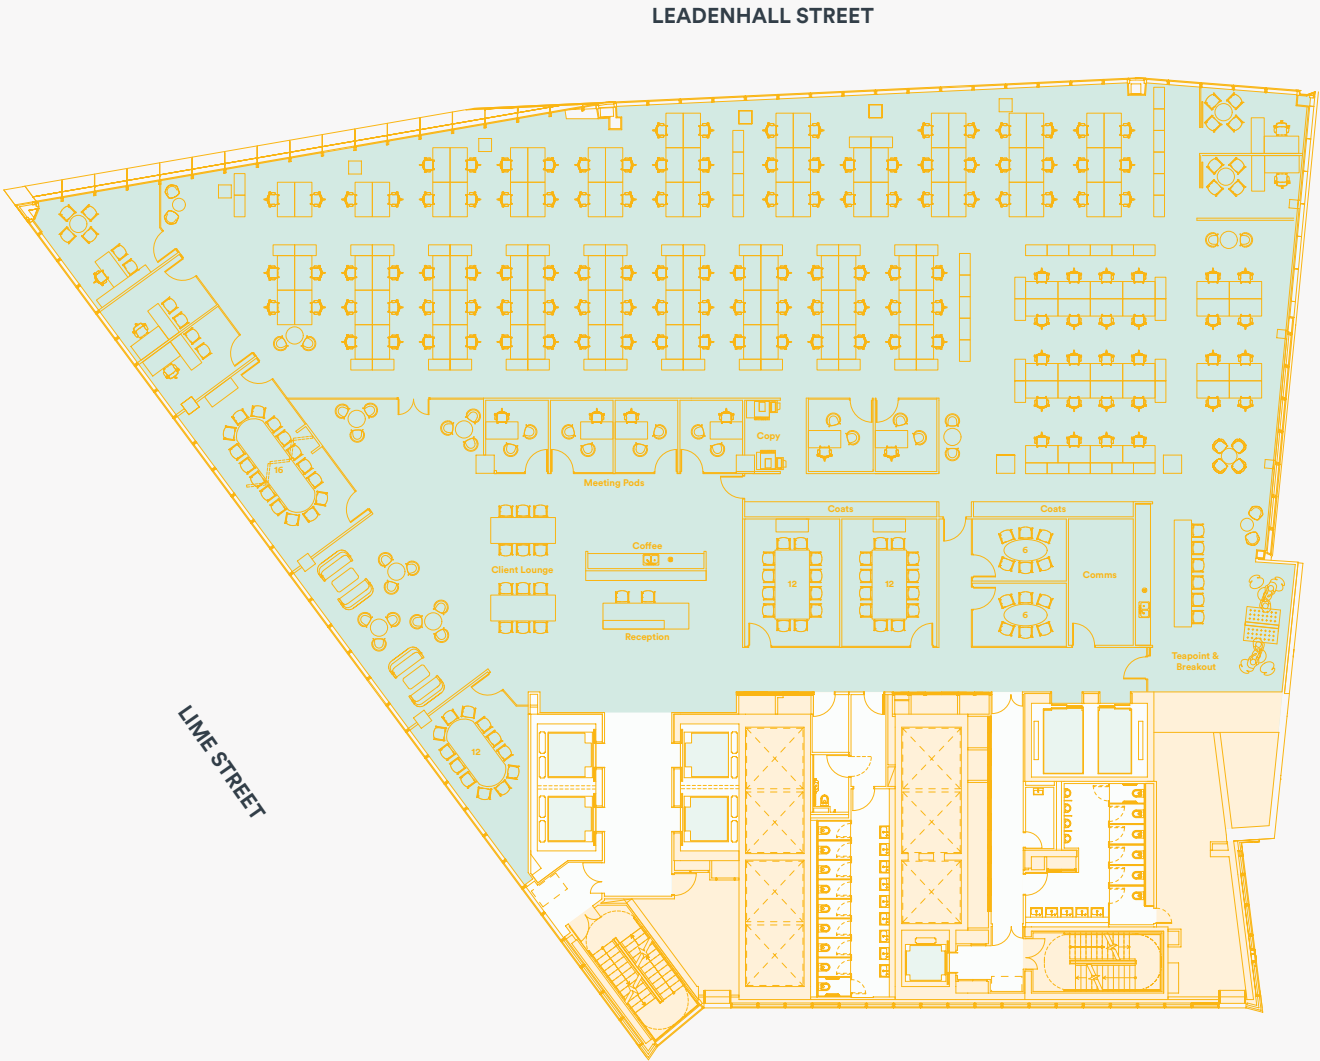 LEADENHALL STREET
Copy
16
Meeting Pods
Coats
Coats
Coffee
6
Client Lounge
Comms
12
12
6
Reception
Teapoint &
Breakout
LIME STREET
12